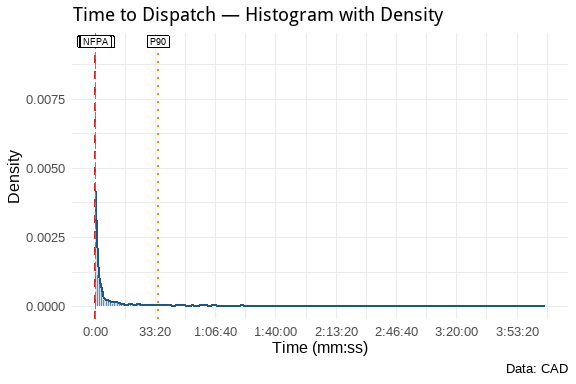 Time to Dispatch — Histogram with Density
NFPA
P90
0.0075
0.0050
0.0025
0.0000
Density
0:00 33:20 1:06:40 1:40:00 2:13:20 2:46:40 3:20:00 3:53:20
Time (mm:ss)
Data: CAD